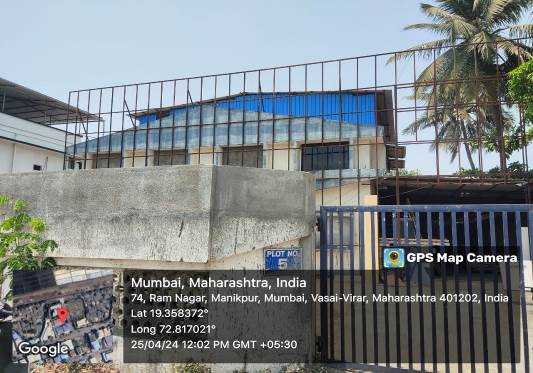 PLOT NO.
5
GPS Map Camera
Mumbai, Maharashtra, India
74, Ram Nagar, Manikpur, Mumbai, Vasai-Virar, Maharashtra 401202, India
Lat 19.358372°
Long 72.817021°
25/04/24 12:02 PM GMT +05:30
Google